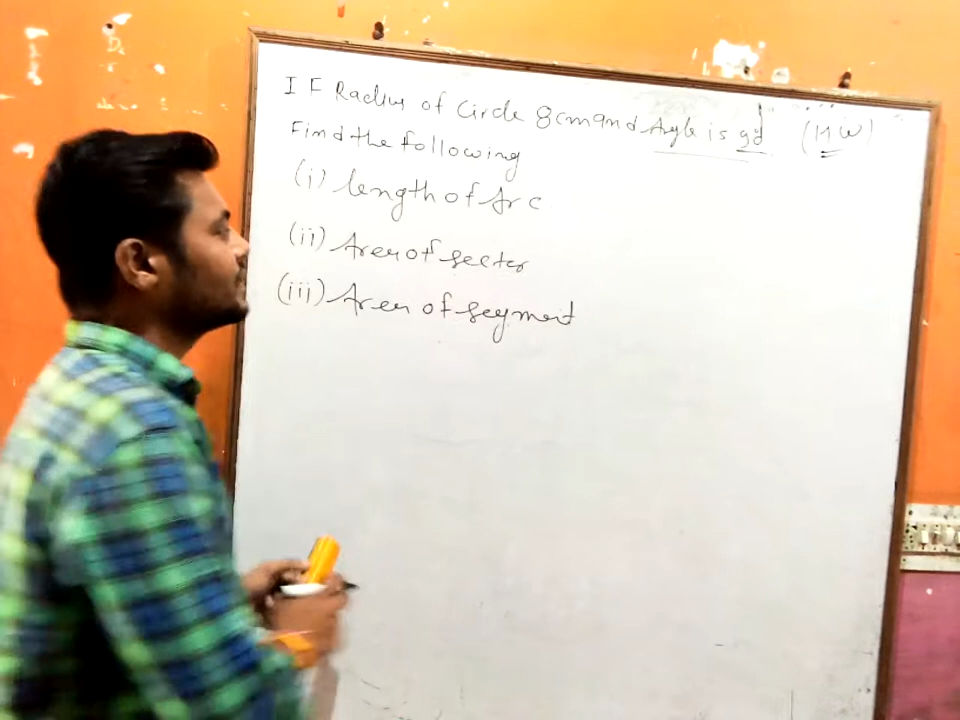 IF Radius of Circle 8cm and Angle is 90° (H.W)
Find the following
(i) length of Arc
(ii) Area of sector
(iii) Area of segment